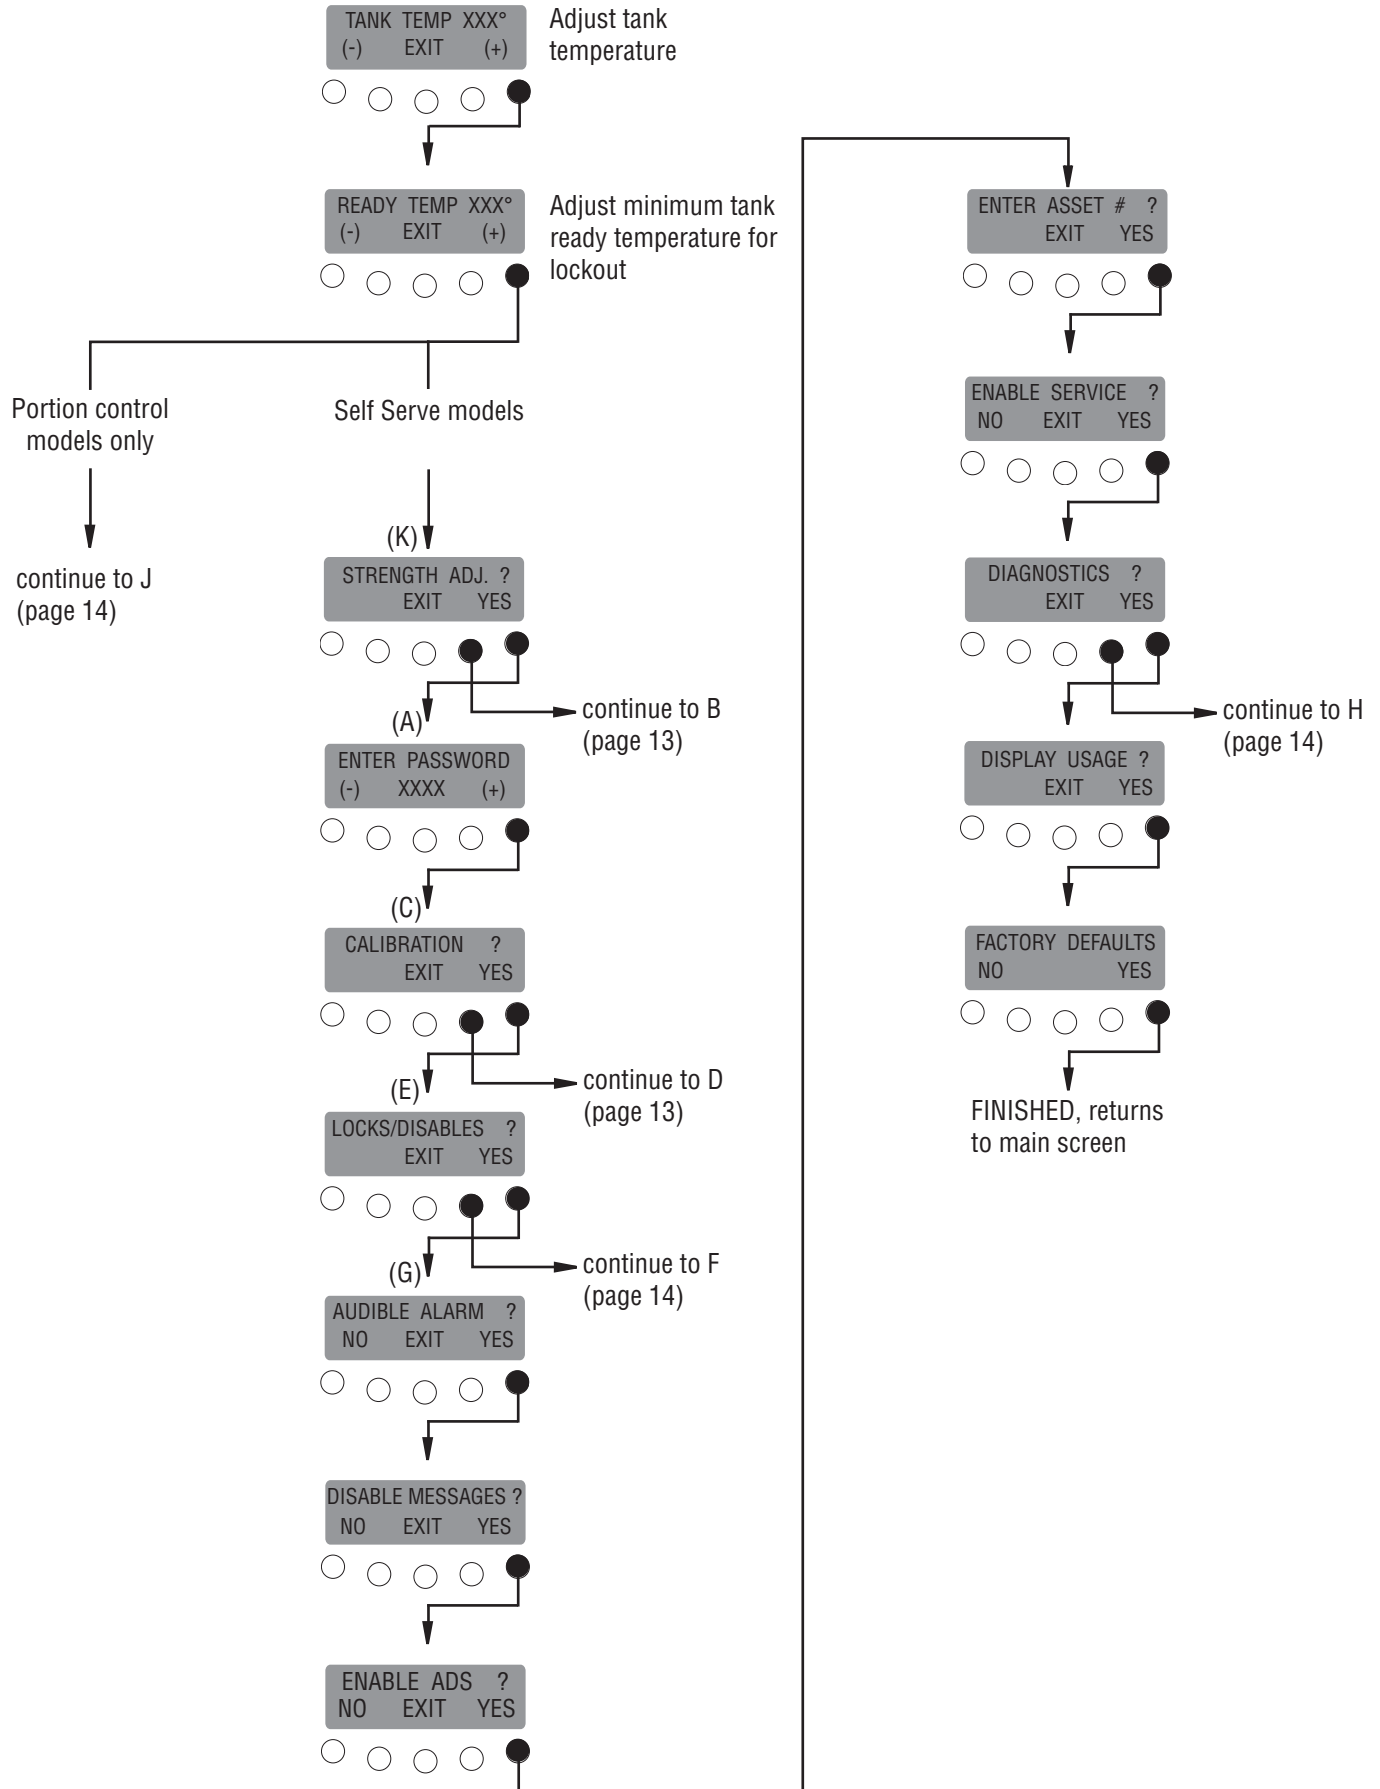 TANK TEMP XXX°
(-) EXIT (+)
Adjust tank
temperature
READY TEMP XXX°
(-) EXIT (+)
Adjust minimum tank
ready temperature for
lockout
Portion control
models only
Self Serve models
continue to J
(page 14)
(K)
STRENGTH ADJ. ?
EXIT YES
continue to B
(page 13)
(A)
ENTER PASSWORD
(-) XXXX (+)
(C)
CALIBRATION ?
EXIT YES
continue to D
(page 13)
(E)
LOCKS/DISABLES ?
EXIT YES
continue to F
(page 14)
(G)
AUDIBLE ALARM ?
NO EXIT YES
DISABLE MESSAGES ?
NO EXIT YES
ENABLE ADS ?
NO EXIT YES
ENTER ASSET # ?
EXIT YES
ENABLE SERVICE ?
NO EXIT YES
DIAGNOSTICS ?
EXIT YES
continue to H
(page 14)
DISPLAY USAGE ?
EXIT YES
FACTORY DEFAULTS
NO YES
FINISHED, returns
to main screen